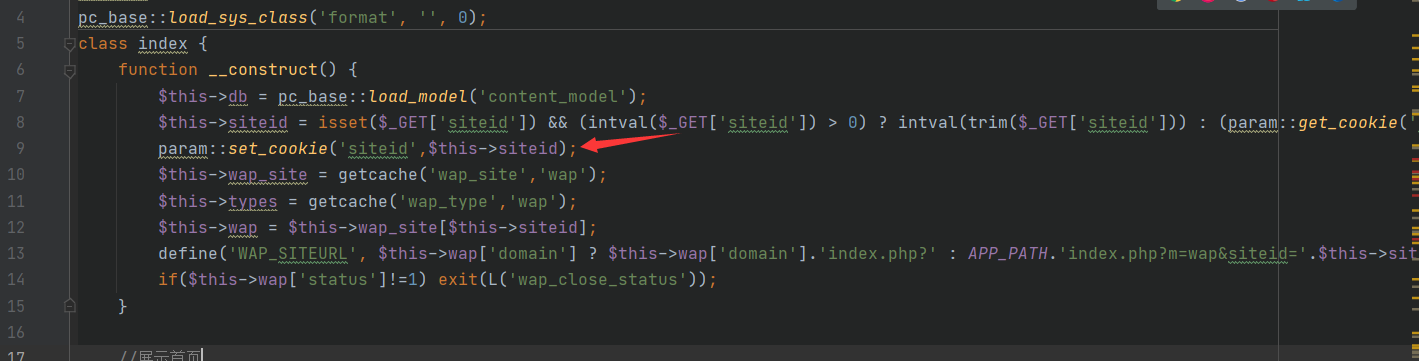 4 pc_base::load_sys_class('format', '', 0);
5 class index {
6 function __construct() {
7 $this->db = pc_base::load_model('content_model');
8 $this->siteid = isset($_GET['siteid']) && (intval($_GET['siteid']) > 0) ? intval(trim($_GET['siteid'])) : (param::get_cookie('
9 param::set_cookie('siteid',$this->siteid);
10 $this->wap_site = getcache('wap_site','wap');
11 $this->types = getcache('wap_type','wap');
12 $this->wap = $this->wap_site[$this->siteid];
13 define('WAP_SITEURL', $this->wap['domain'] ? $this->wap['domain'].'index.php?' : APP_PATH.'index.php?m=wap&siteid='.$this->sit
14 if($this->wap['status']!=1) exit(L('wap_close_status'));
15 }
16
17 //展示首页